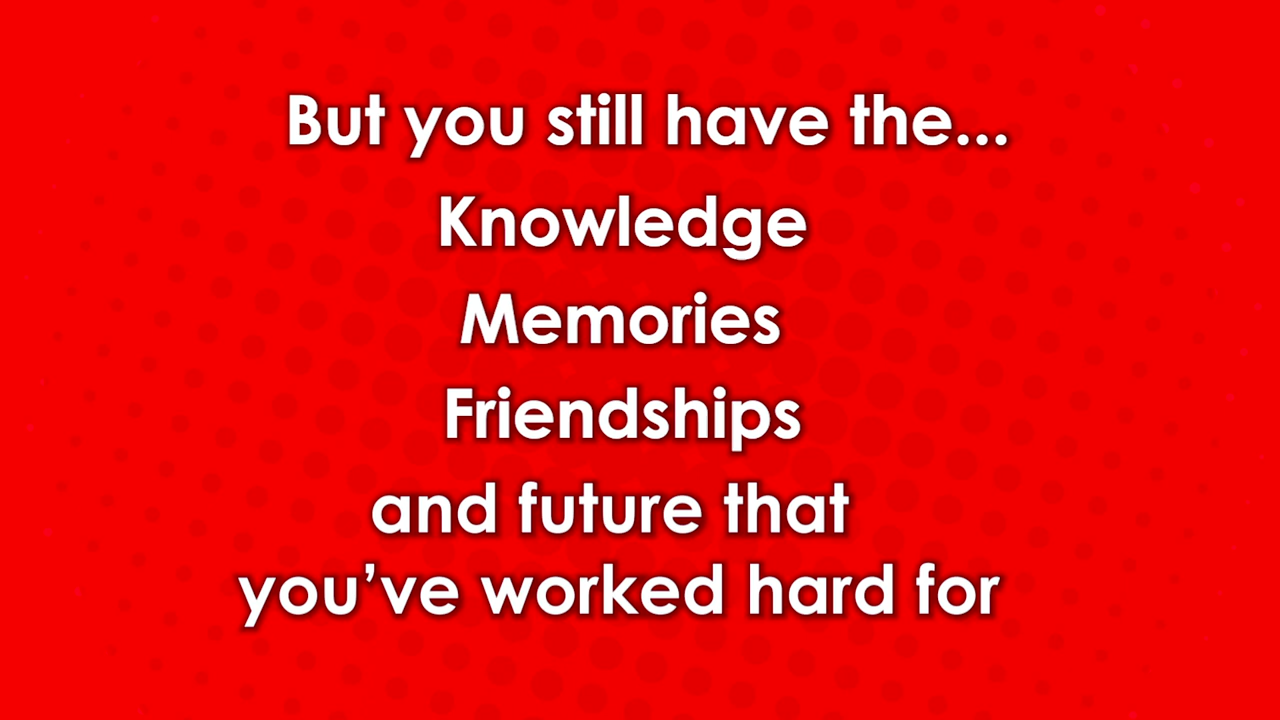 But you still have the...
Knowledge
Memories
Friendships
and future that
you’ve worked hard for